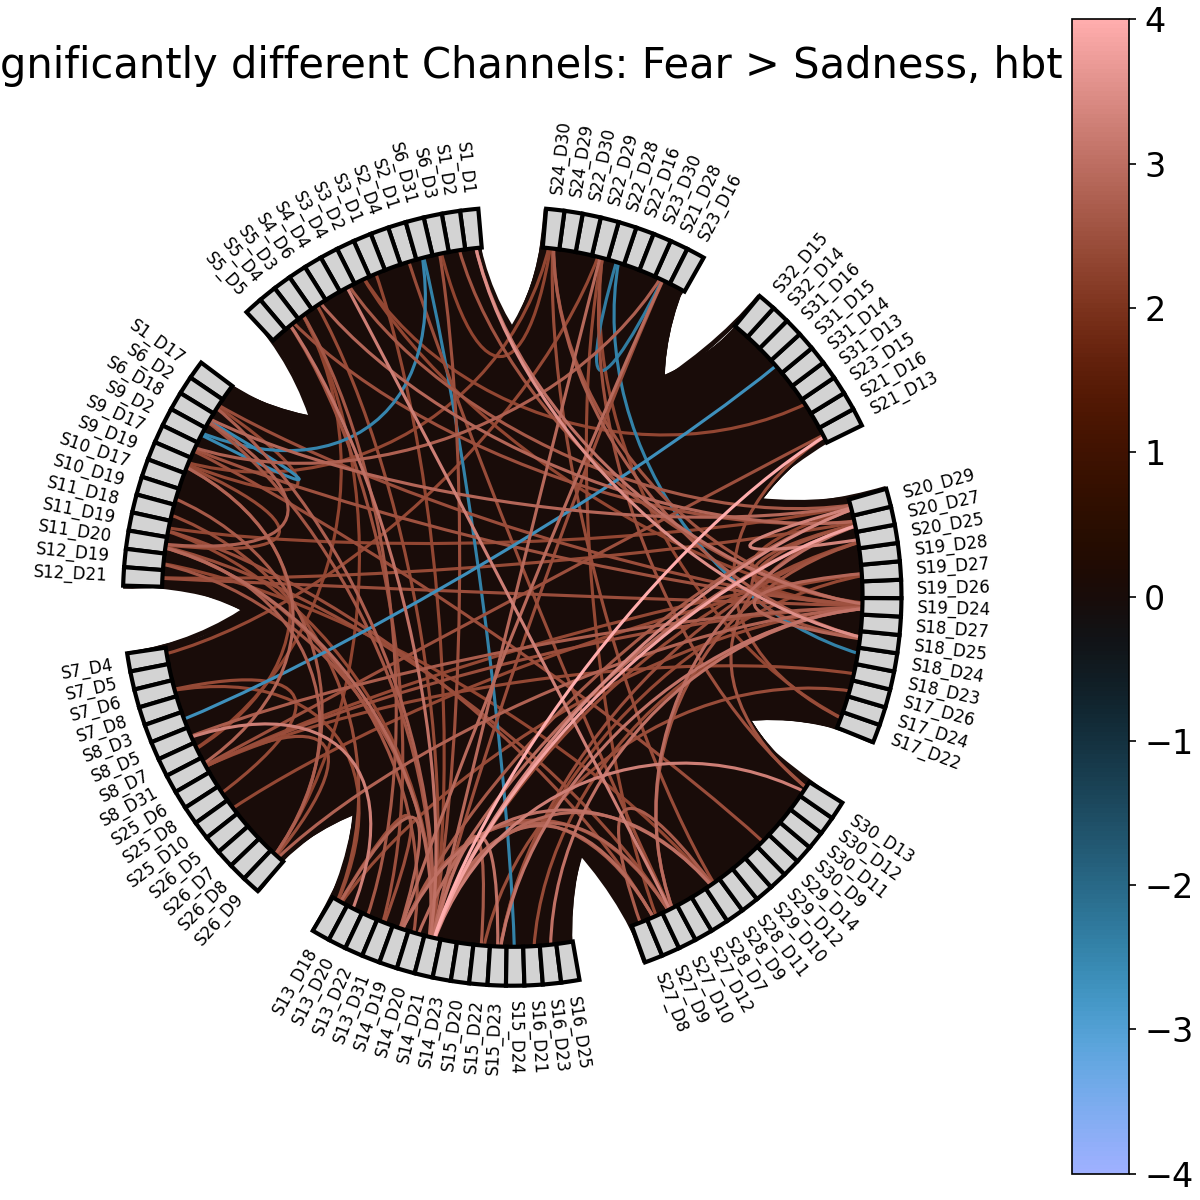 gnificantly different Channels: Fear > Sadness, hbt
S1_D1
S1_D2
S6_D3
S6_D31
S2_D1
S2_D4
S3_D1
S3_D2
S3_D4
S4_D4
S4_D6
S5_D3
S5_D4
S5_D5
S1_D17
S6_D2
S6_D18
S9_D2
S9_D17
S9_D19
S10_D17
S10_D19
S11_D18
S11_D19
S11_D20
S12_D19
S12_D21
S7_D4
S7_D5
S7_D6
S7_D8
S8_D3
S8_D5
S8_D7
S8_D31
S25_D6
S25_D8
S25_D10
S26_D5
S26_D7
S26_D8
S26_D9
S13_D18
S13_D20
S13_D22
S13_D31
S14_D19
S14_D20
S14_D21
S14_D23
S15_D20
S15_D22
S15_D23
S15_D24
S16_D21
S16_D23
S16_D25
S27_D8
S27_D9
S27_D10
S27_D12
S28_D7
S28_D9
S28_D11
S29_D10
S29_D12
S29_D14
S30_D9
S30_D11
S30_D12
S30_D13
S17_D22
S17_D24
S17_D26
S18_D23
S18_D24
S18_D25
S18_D27
S19_D24
S19_D26
S19_D27
S19_D28
S20_D25
S20_D27
S20_D29
S21_D13
S21_D16
S23_D15
S31_D13
S31_D14
S31_D15
S31_D16
S32_D14
S32_D15
S23_D16
S21_D28
S23_D30
S22_D16
S22_D28
S22_D29
S22_D30
S24_D29
S24_D30
4
3
2
1
0
−1
−2
−3
−4